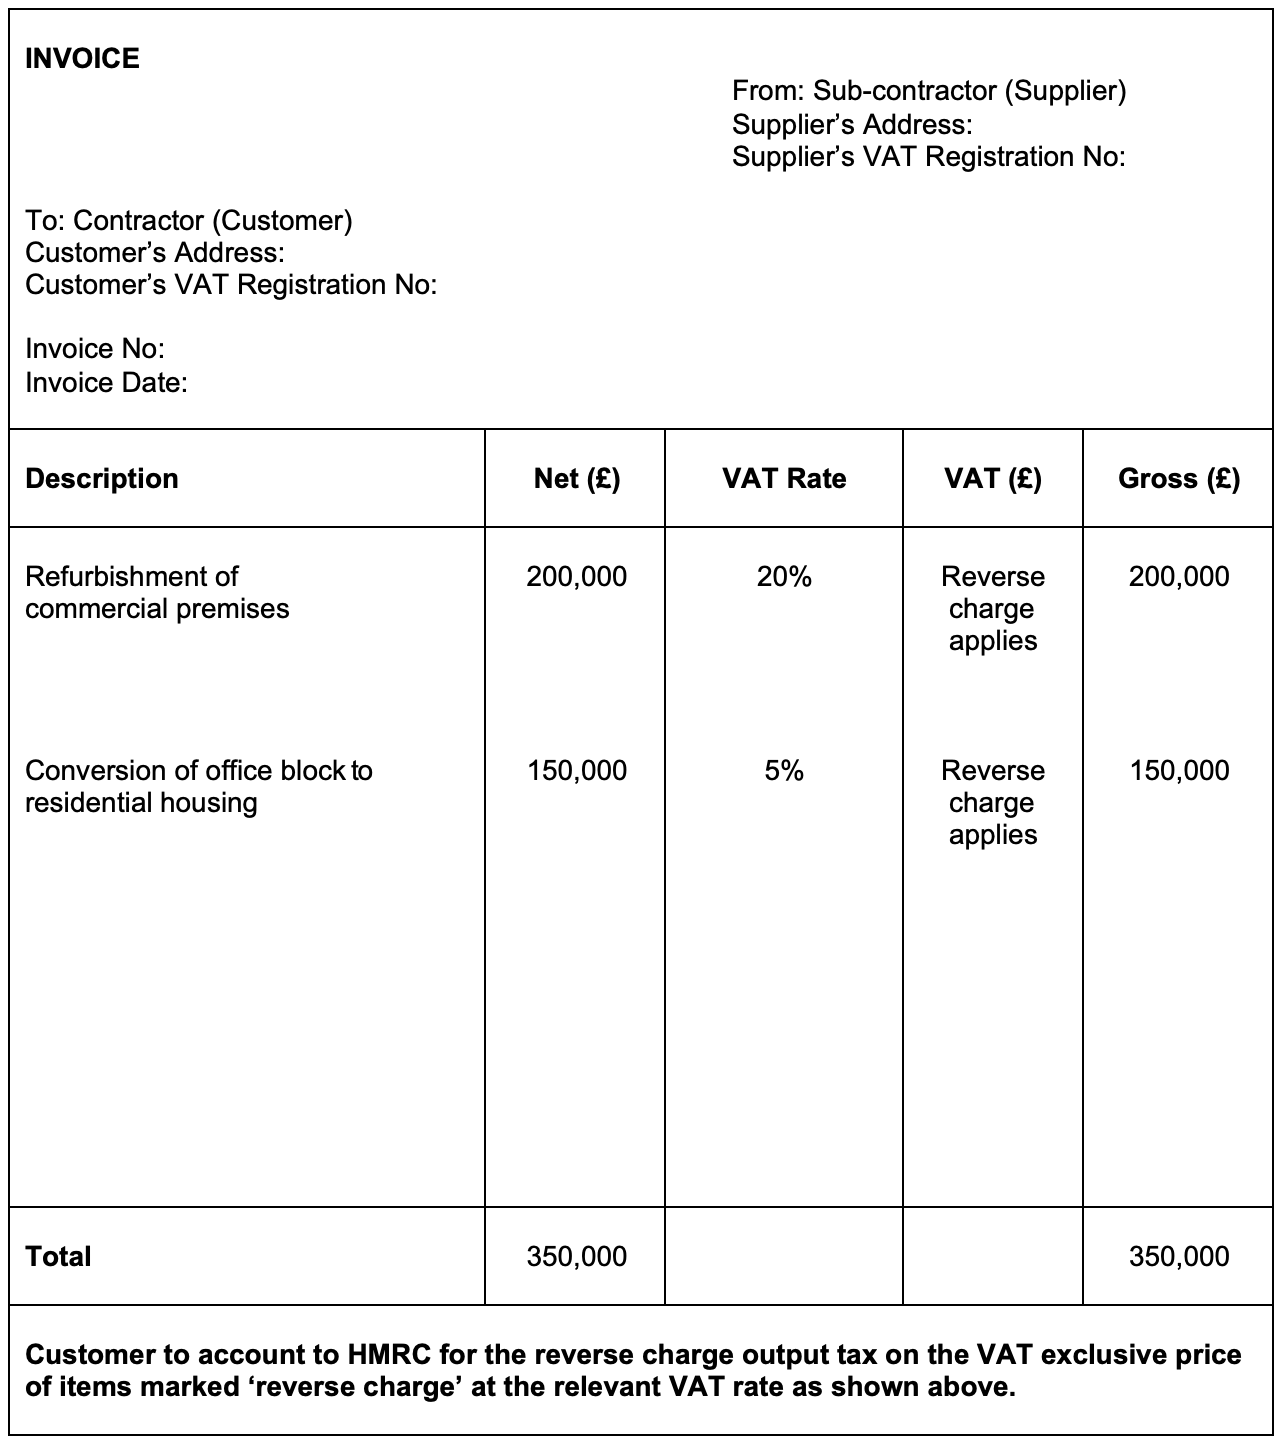 INVOICE
From: Sub-contractor (Supplier)
Supplier’s Address:
Supplier’s VAT Registration No:
To: Contractor (Customer)
Customer’s Address:
Customer’s VAT Registration No:
Invoice No:
Invoice Date:
Description Net (£) VAT Rate VAT (£) Gross (£)
Refurbishment of 200,000 20% Reverse 200,000
commercial premises charge
applies
Conversion of office block to 150,000 5% Reverse 150,000
residential housing charge
applies
Total 350,000 350,000
Customer to account to HMRC for the reverse charge output tax on the VAT exclusive price
of items marked ‘reverse charge’ at the relevant VAT rate as shown above.